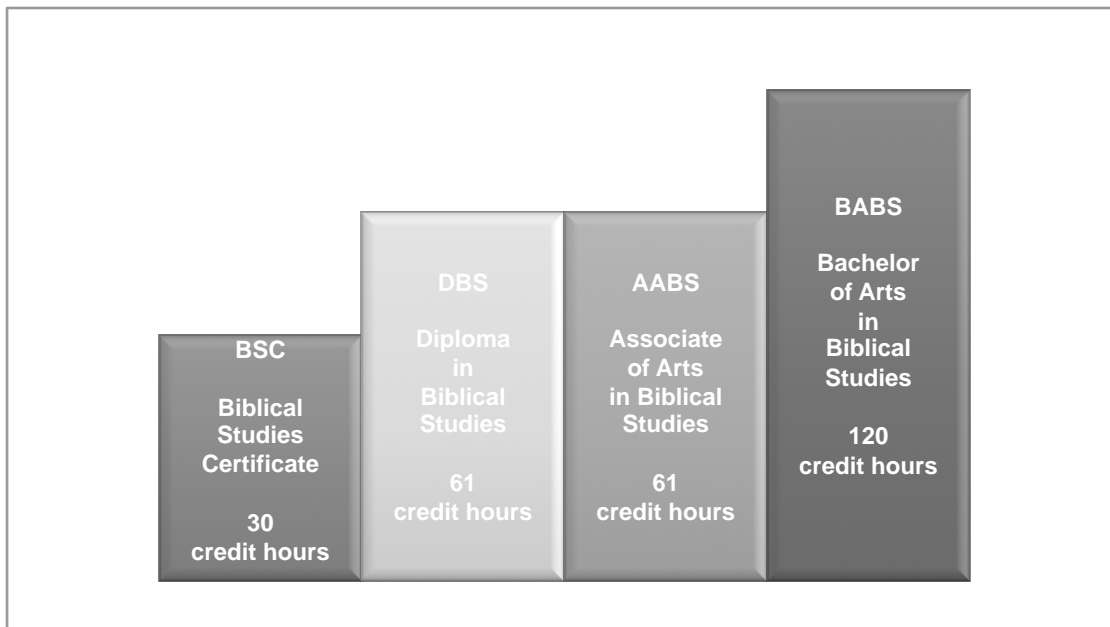 BSC
Biblical
Studies
Certificate
30
credit hours
DBS
Diploma
in
Biblical
Studies
61
credit hours
AABS
Associate
of Arts
in Biblical
Studies
61
credit hours
BABS
Bachelor
of Arts
in
Biblical
Studies
120
credit hours